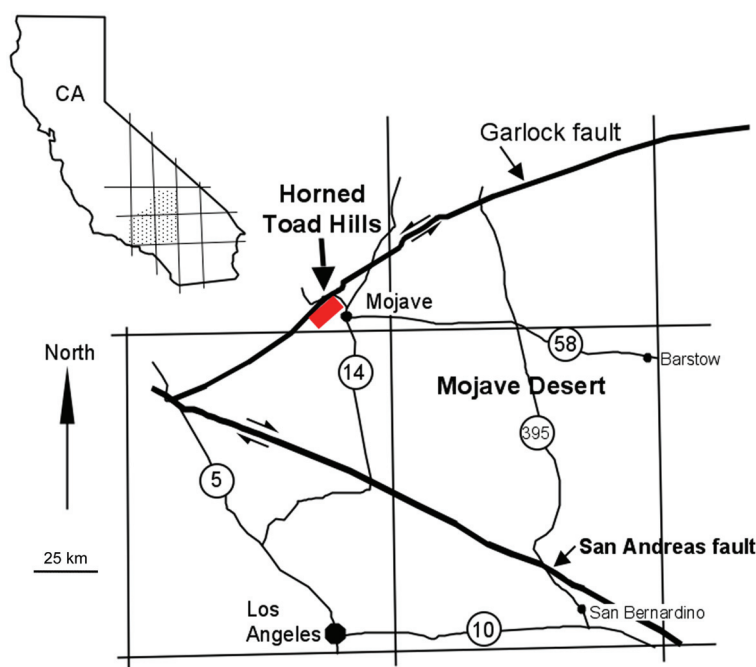 CA
Garlock fault
Horned
Toad Hills
Mojave
North
58
Barstow
14
Mojave Desert
395
5
25 km
San Andreas fault
San Bernardino
Los
Angeles
10